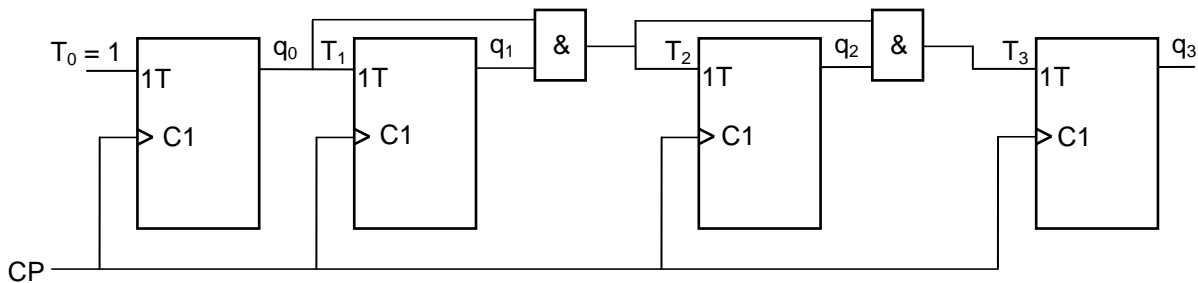 T₀ = 1 q₀ T₁ q₁ & T₂ q₂ & T₃ q₃
1T 1T 1T 1T
C1 C1 C1 C1
CP